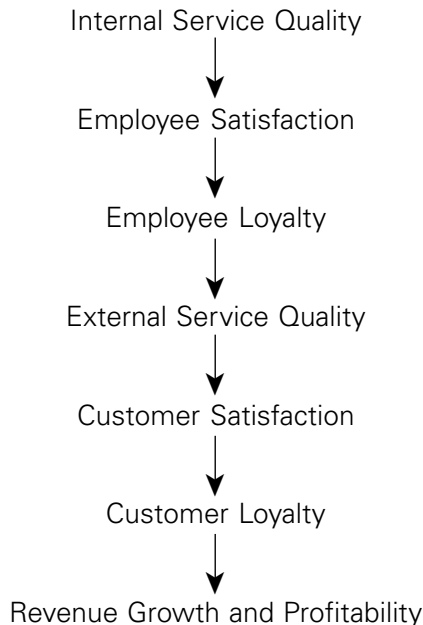 Internal Service Quality
Employee Satisfaction
Employee Loyalty
External Service Quality
Customer Satisfaction
Customer Loyalty
Revenue Growth and Profitability